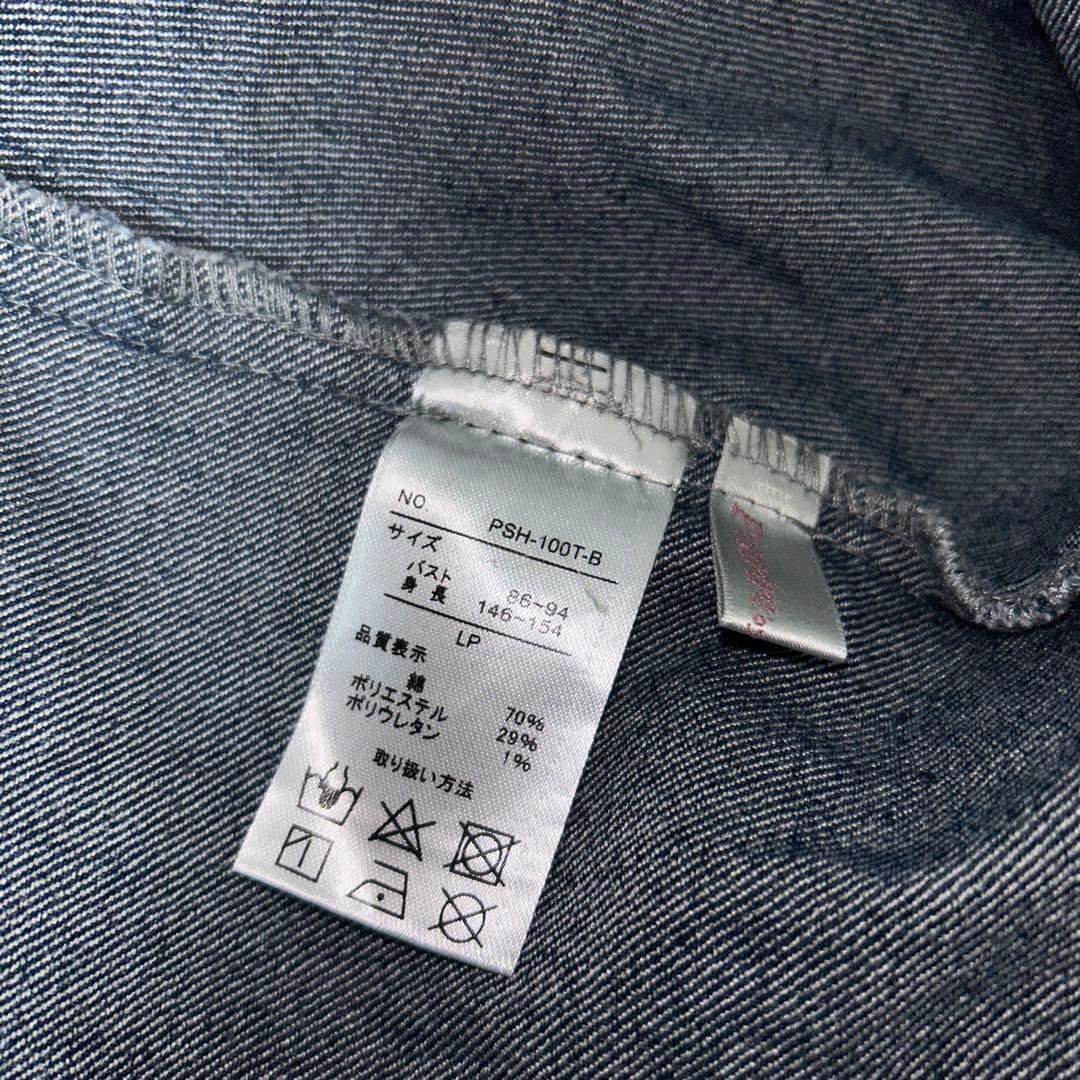 NO PSH-100T-B
サイズ
バスト 86~94
身長 146~154
LP
品質表示
綿 70%
ポリエステル 29%
ポリウレタン 1%
取り扱い方法